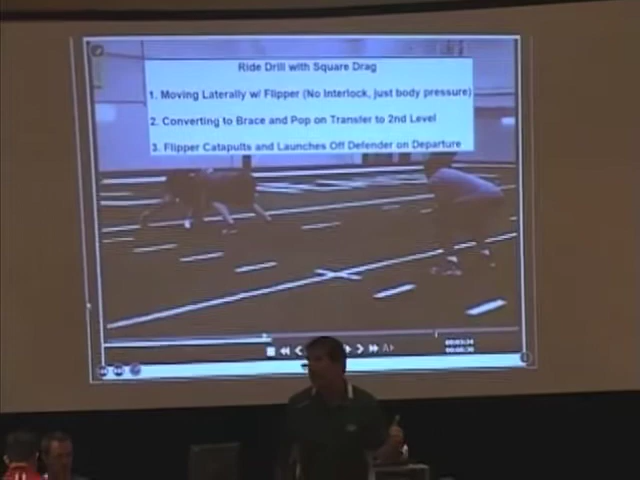 Ride Drill with Square Drag
1. Moving Laterally w/ Flipper (No Interlock, just body pressure)
2. Converting to Brace and Pop on Transfer to 2nd Level
3. Flipper Catapults and Launches Off Defender on Departure